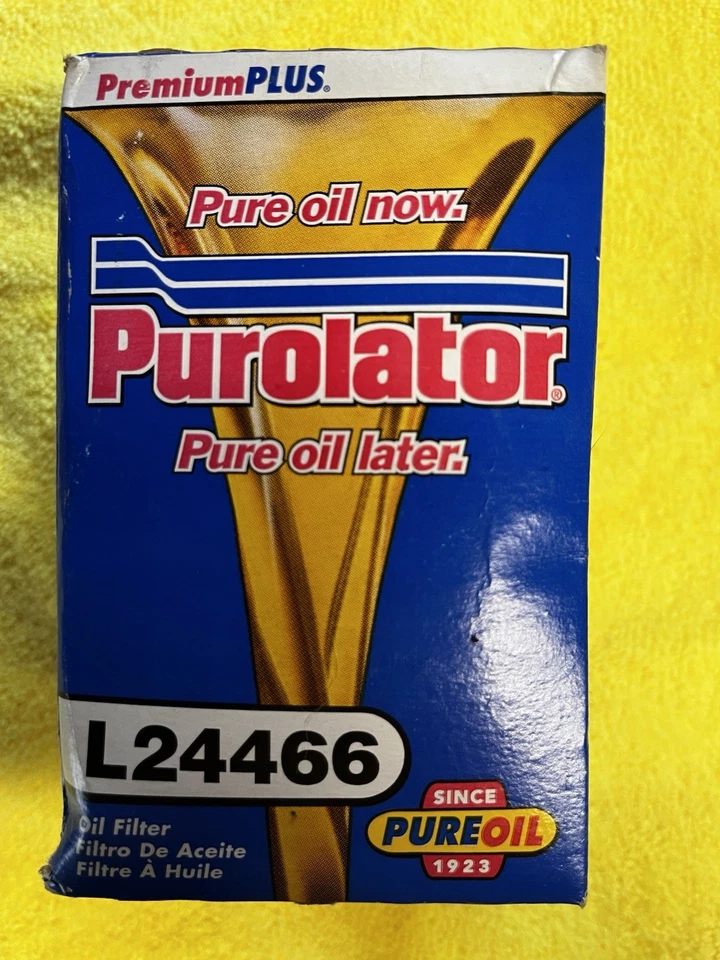 PremiumPLUS®
Pure oil now.
Purolator®
Pure oil later.
L24466
Oil Filter
Filtro De Aceite
Filtre À Huile
SINCE
PUREOIL
1923